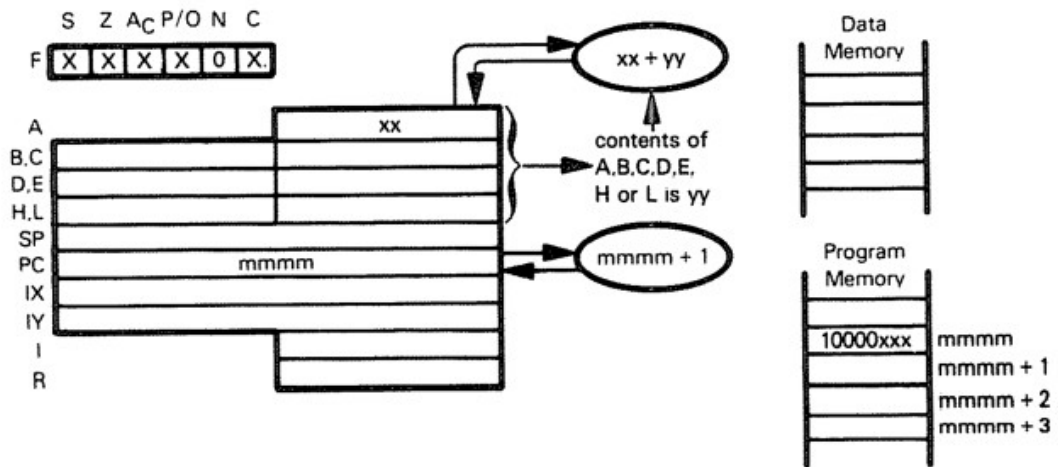 S Z AC P/O N C
F X X X X 0 X.
xx + yy
Data
Memory
A xx
B,C
D,E
H,L
SP
PC mmmm
IX
IY
I
R
contents of
A,B,C,D,E,
H or L is yy
mmmm + 1
Program
Memory
10000xxx mmmm
mmmm + 1
mmmm + 2
mmmm + 3